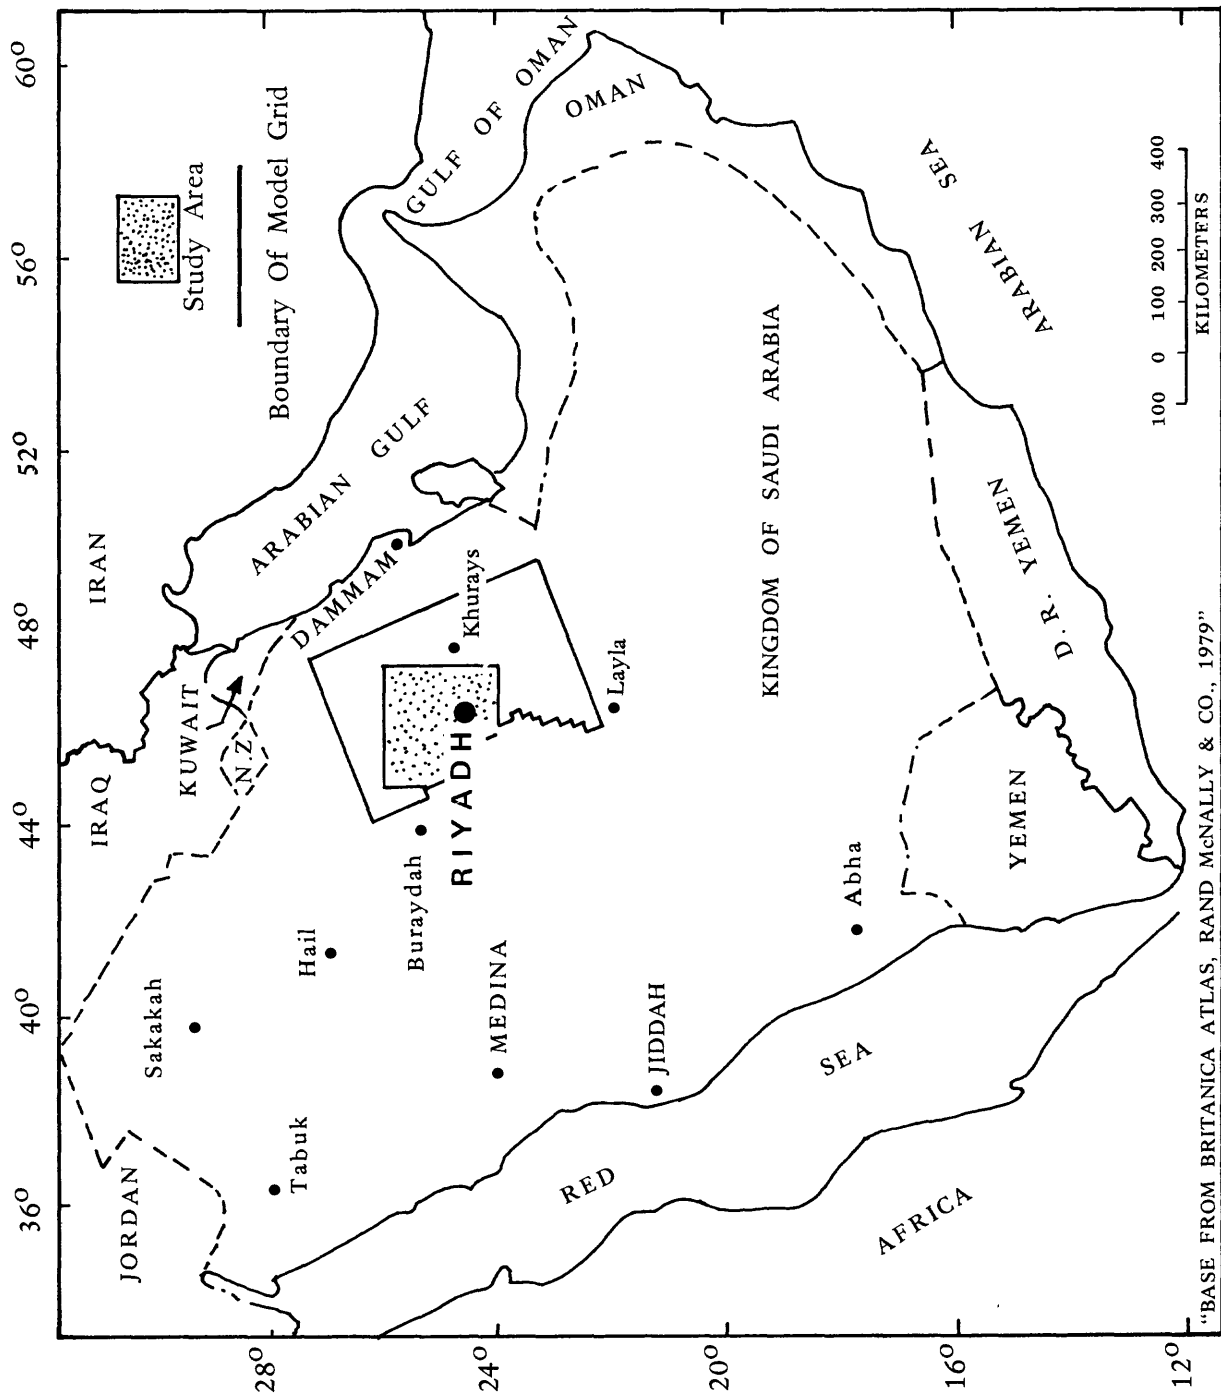 36°
40°
44°
48°
52°
56°
60°
28°
24°
20°
16°
12°
Study Area
Boundary Of Model Grid
JORDAN
IRAQ
IRAN
KUWAIT
N.Z
Sakakah
Tabuk
Hail
Buraydah
RIYADH
DAMMAM
Khurays
Layla
ARABIAN GULF
GULF OF OMAN
OMAN
MEDINA
JIDDAH
KINGDOM OF SAUDI ARABIA
Abha
RED SEA
AFRICA
YEMEN
D.R. YEMEN
ARABIAN SEA
100 0 100 200 300 400
KILOMETERS
"BASE FROM BRITANICA ATLAS, RAND McNALLY & CO., 1979"